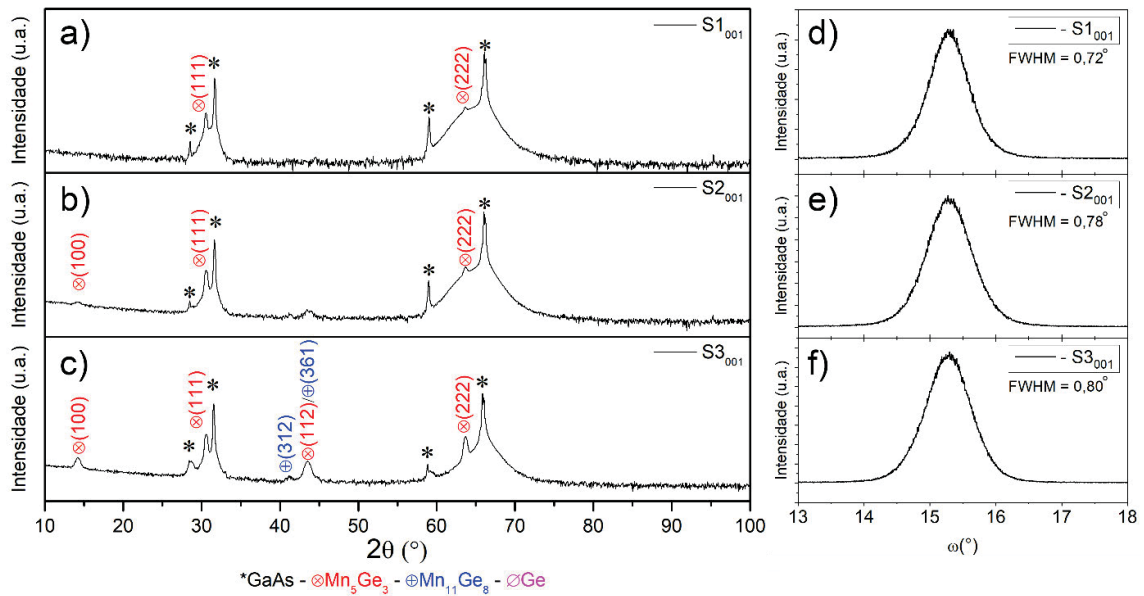 a)
Intensidade (u.a.)
S1001
*
⊗(111)
*
*
⊗(222)
*
b)
Intensidade (u.a.)
S2001
⊗(100)
*
⊗(111)
*
*
⊗(222)
*
c)
Intensidade (u.a.)
S3001
⊗(100)
*
⊗(111)
*
⊕(312)
⊗(112)/⊕(361)
*
⊗(222)
*
10 20 30 40 50 60 70 80 90 100
2θ (°)
*GaAs - ⊗Mn5Ge3 - ⊕Mn11Ge8 - ∅Ge
d)
Intensidade (u.a.)
- S1001
FWHM = 0,72°
e)
Intensidade (u.a.)
- S2001
FWHM = 0,78°
f)
Intensidade (u.a.)
- S3001
FWHM = 0,80°
13 14 15 16 17 18
ω(°)